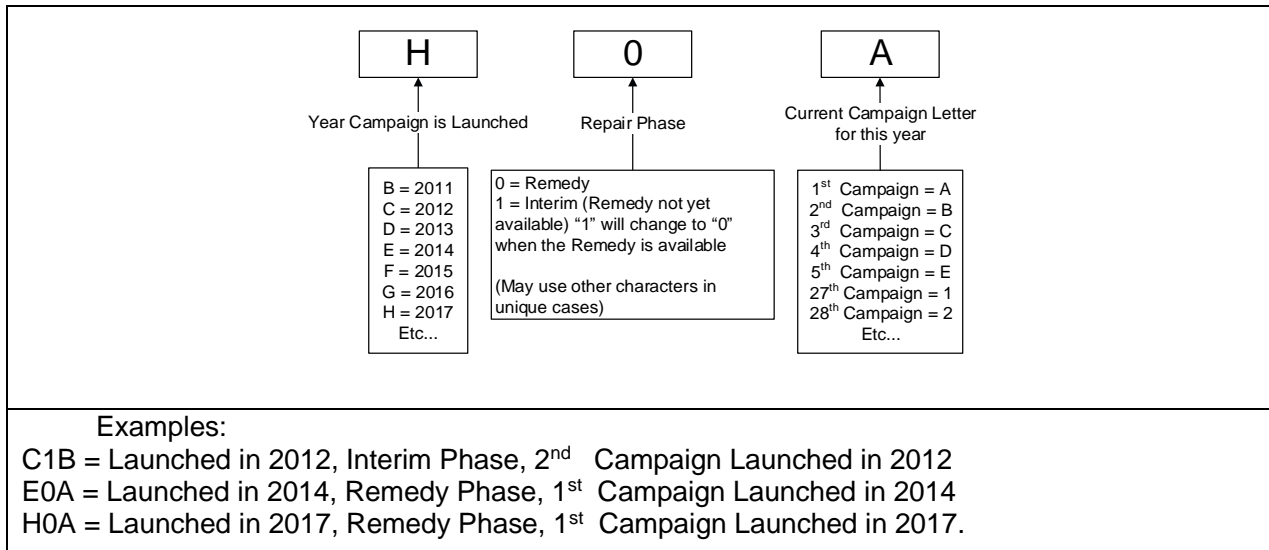 H
0
A
Year Campaign is Launched
Repair Phase
Current Campaign Letter
for this year
B = 2011
C = 2012
D = 2013
E = 2014
F = 2015
G = 2016
H = 2017
Etc...
0 = Remedy
1 = Interim (Remedy not yet
available) “1” will change to “0”
when the Remedy is available
(May use other characters in
unique cases)
1st Campaign = A
2nd Campaign = B
3rd Campaign = C
4th Campaign = D
5th Campaign = E
27th Campaign = 1
28th Campaign = 2
Etc...
Examples:
C1B = Launched in 2012, Interim Phase, 2nd Campaign Launched in 2012
E0A = Launched in 2014, Remedy Phase, 1st Campaign Launched in 2014
H0A = Launched in 2017, Remedy Phase, 1st Campaign Launched in 2017.